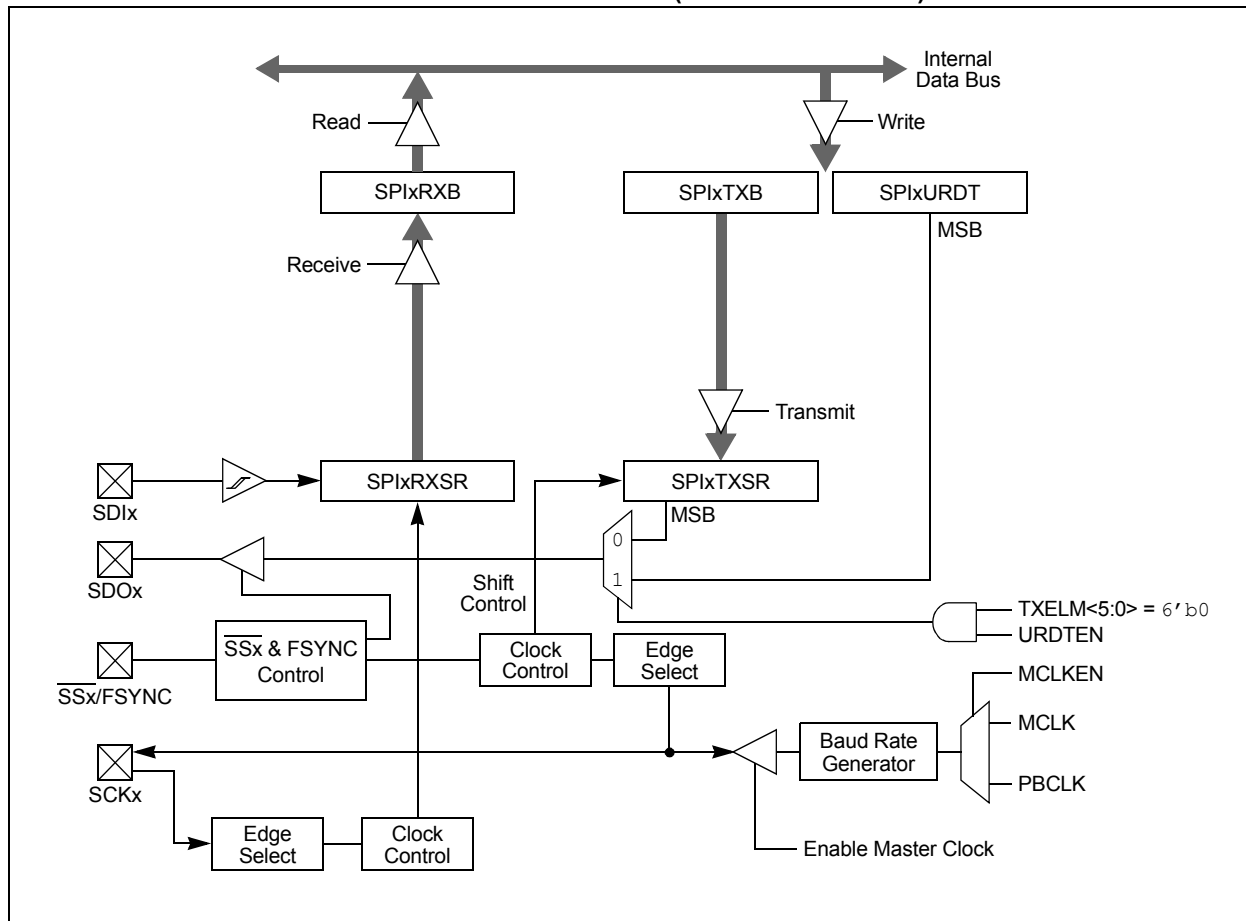 Internal
Data Bus
Read
Write
SPIxRXB
SPIxTXB
SPIxURDT
MSB
Receive
Transmit
SPIxRXSR
SPIxTXSR
SDIx
MSB
0
SDOx
1
Shift
Control
TXELM<5:0> = 6'b0
URDTEN
SSx & FSYNC
Control
Clock
Control
Edge
Select
SSx/FSYNC
MCLKEN
MCLK
Baud Rate
Generator
PBCLK
SCKx
Edge
Select
Clock
Control
Enable Master Clock